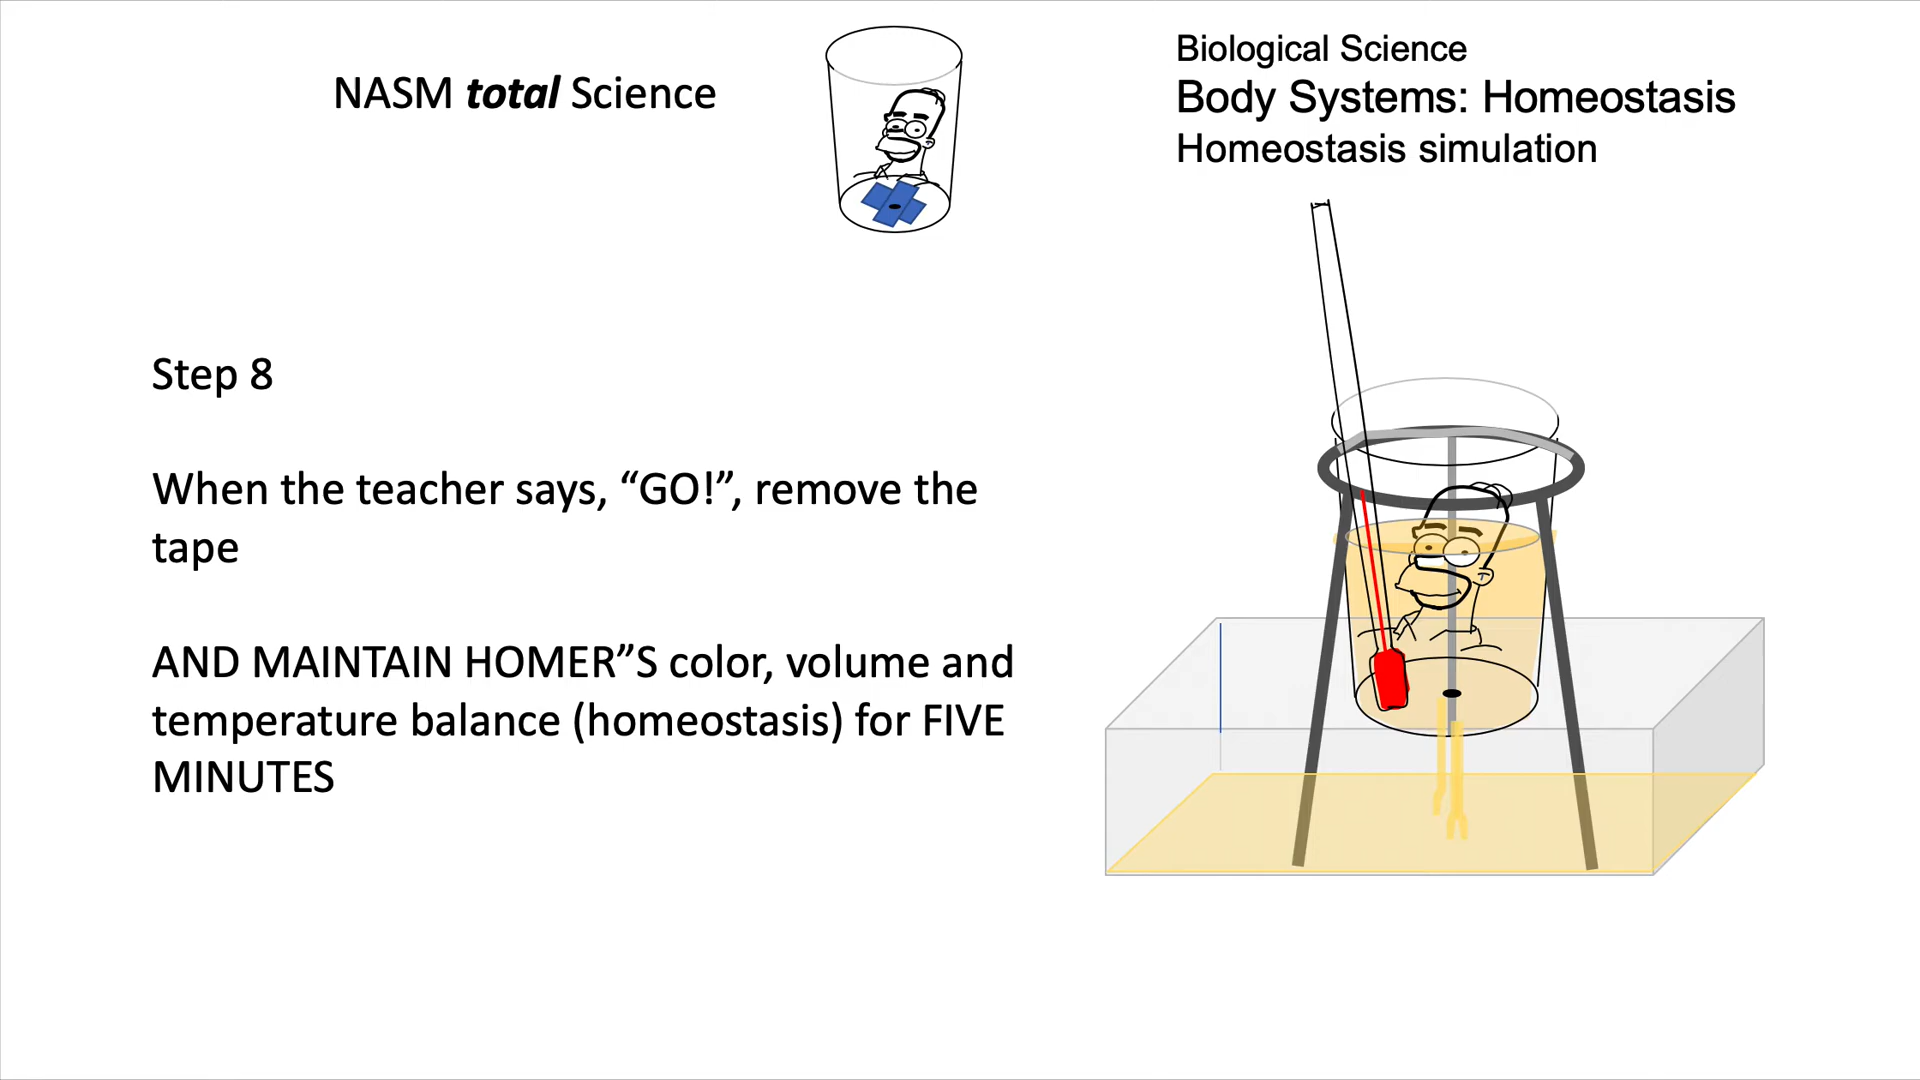 NASM total Science
Biological Science
Body Systems: Homeostasis
Homeostasis simulation
Step 8
When the teacher says, “GO!”, remove the
tape
AND MAINTAIN HOMER”S color, volume and
temperature balance (homeostasis) for FIVE
MINUTES